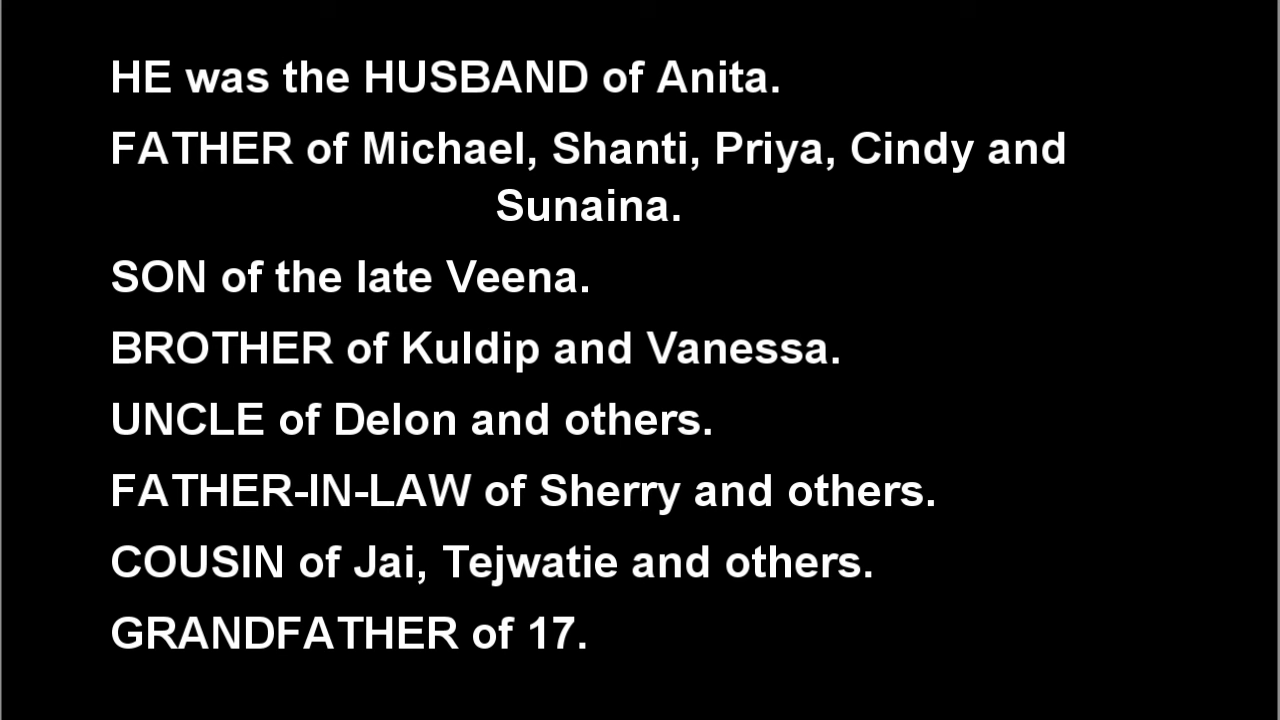 HE was the HUSBAND of Anita.
FATHER of Michael, Shanti, Priya, Cindy and
Sunaina.
SON of the late Veena.
BROTHER of Kuldip and Vanessa.
UNCLE of Delon and others.
FATHER-IN-LAW of Sherry and others.
COUSIN of Jai, Tejwatie and others.
GRANDFATHER of 17.